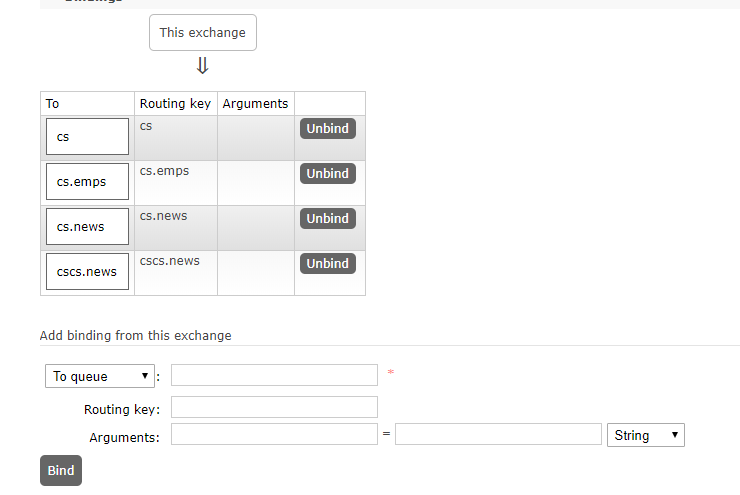 This exchange
⇓
To Routing key Arguments
cs cs Unbind
cs.emps cs.emps Unbind
cs.news cs.news Unbind
cscs.news cscs.news Unbind
Add binding from this exchange
To queue ▼ : *
Routing key:
Arguments: = String ▼
Bind